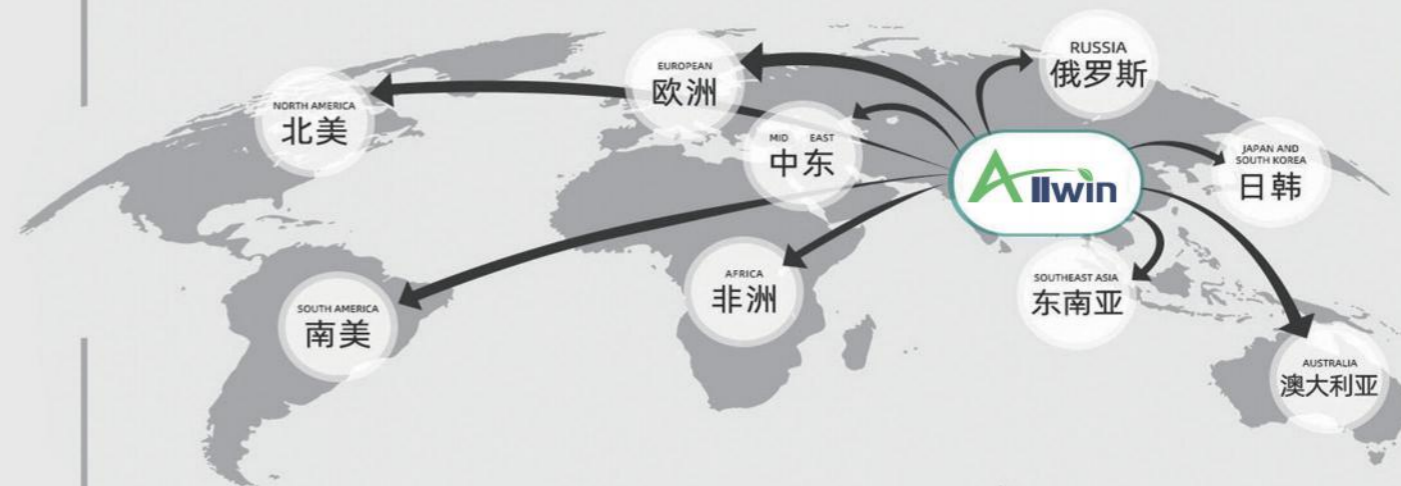 RUSSIA
俄罗斯
EUROPEAN
欧洲
NORTH AMERICA
北美
MID EAST
中东
JAPAN AND
SOUTH KOREA
日韩
Allwin
AFRICA
非洲
SOUTHEAST ASIA
东南亚
SOUTH AMERICA
南美
AUSTRALIA
澳大利亚